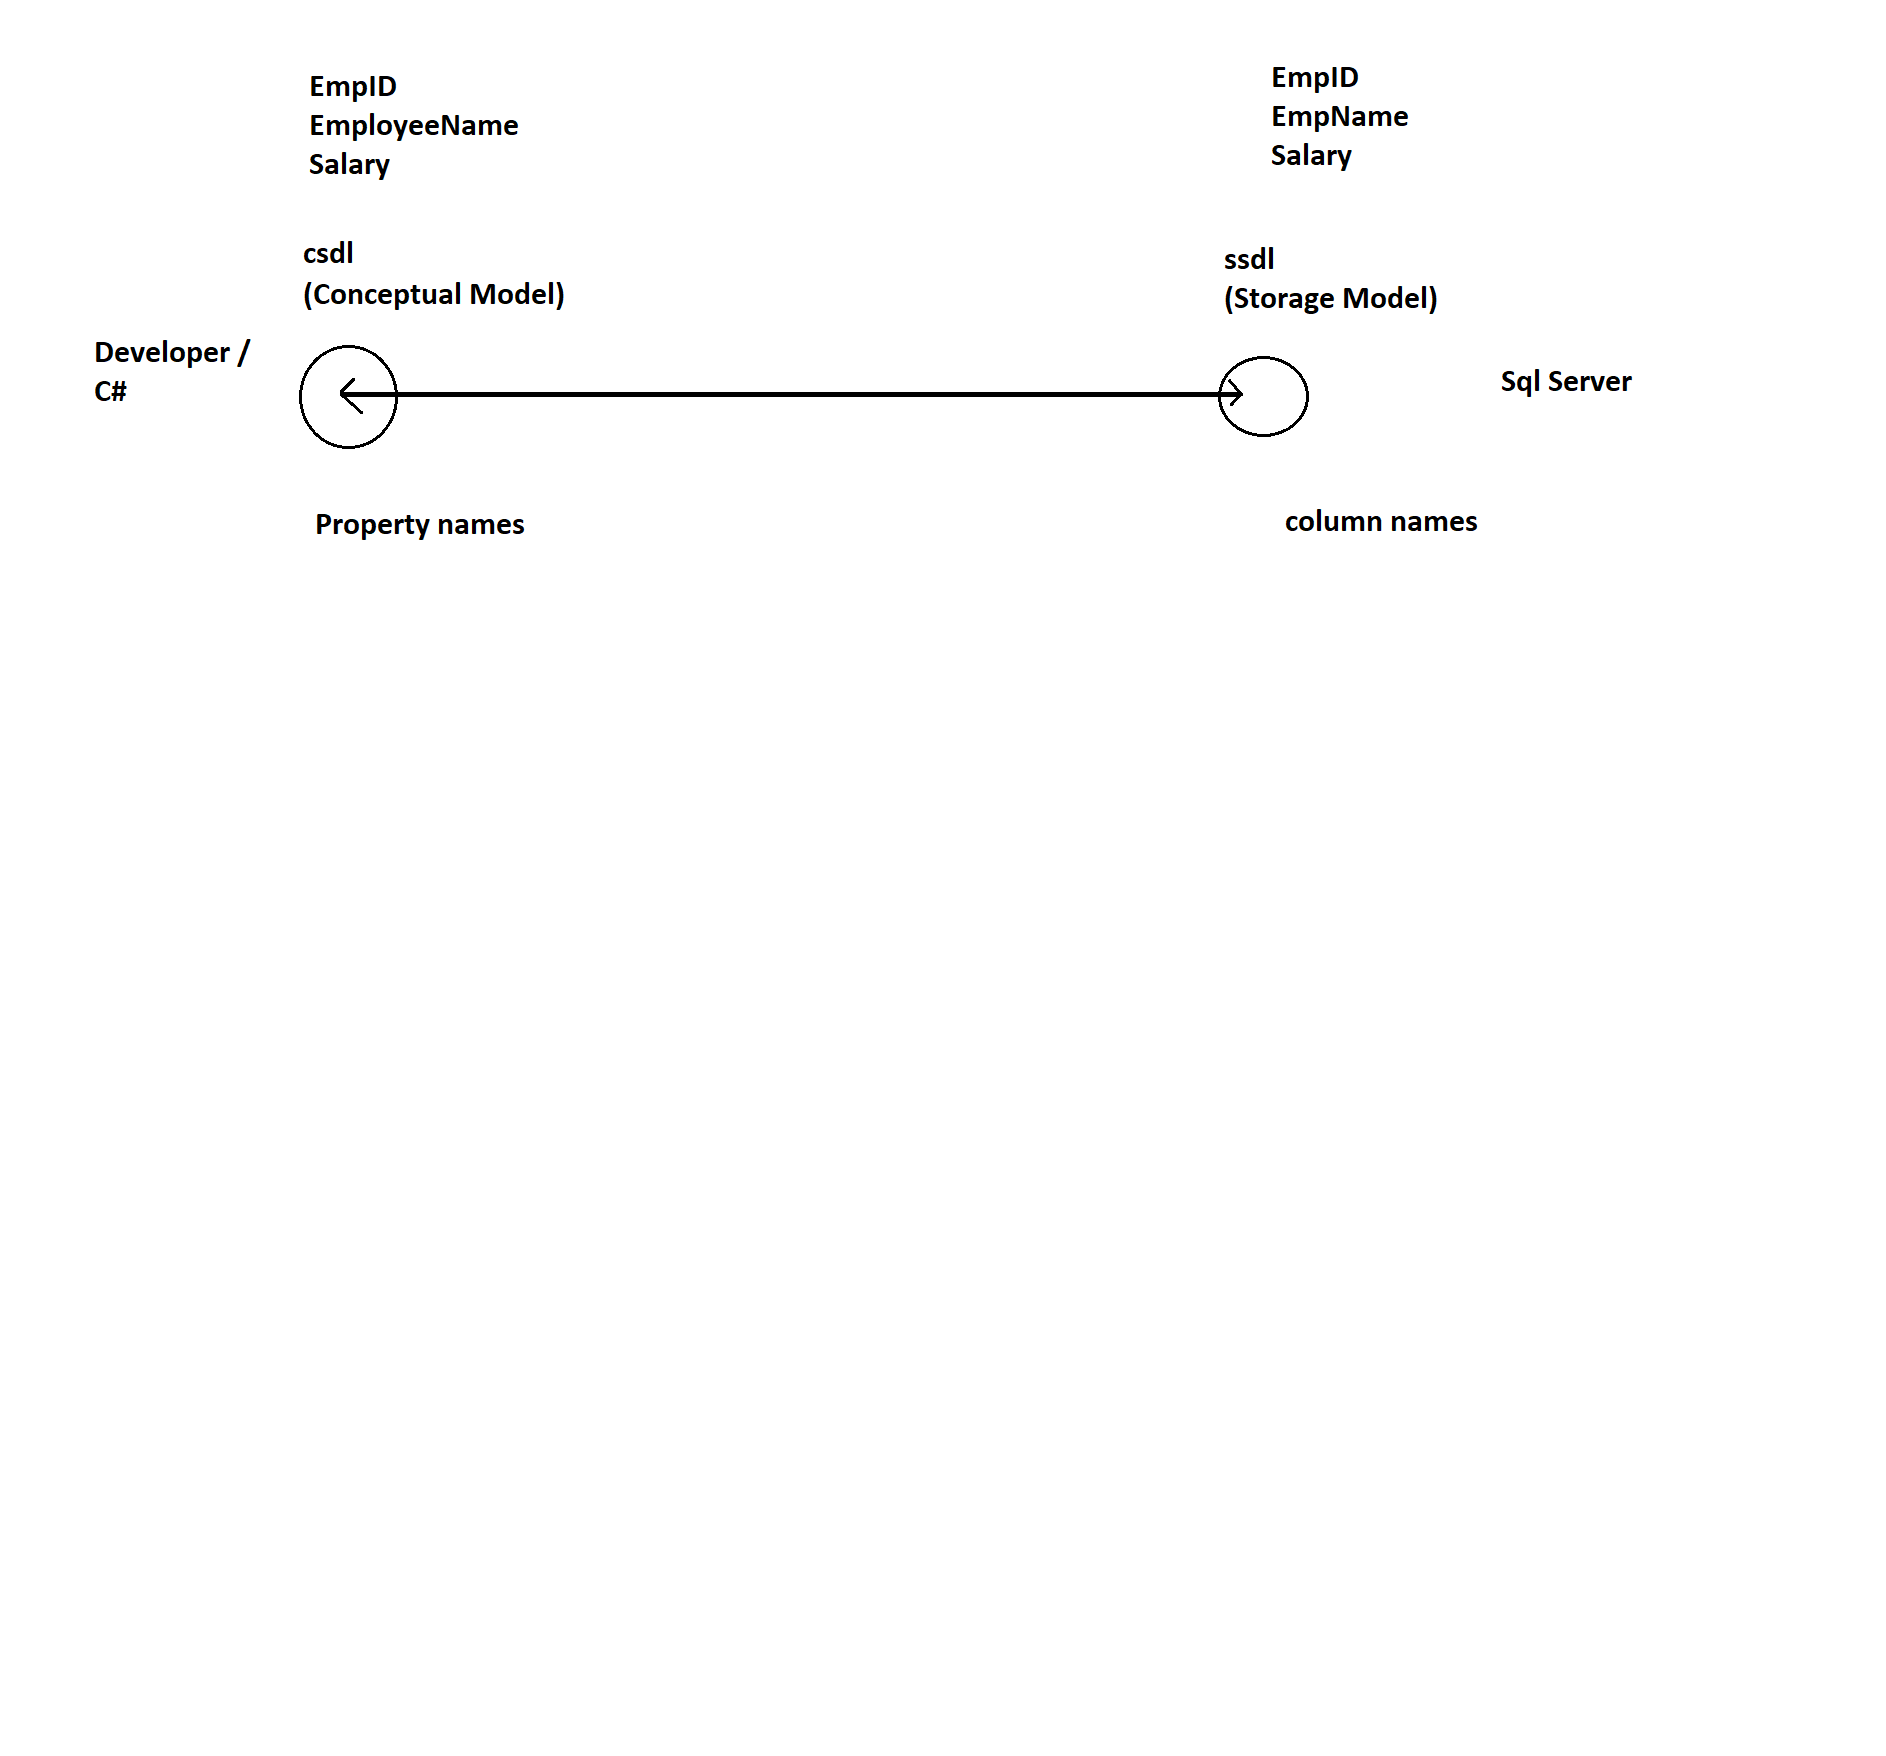 EmpID
EmployeeName
Salary
EmpID
EmpName
Salary
csdl
(Conceptual Model)
ssdl
(Storage Model)
Developer /
C#
Sql Server
Property names
column names